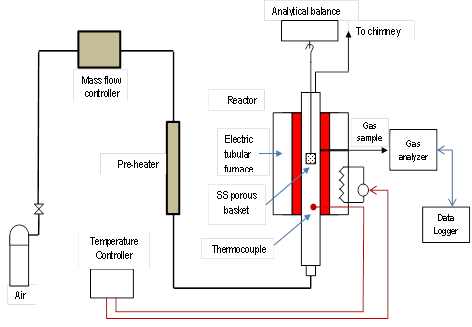 Analytical balance
To chimney
Mass flow
controller
Reactor
Gas
sample
Electric
tubular
furnace
Gas
analyzer
Pre-heater
SS porous
basket
Data
Logger
Temperature
Controller
Thermocouple
Air